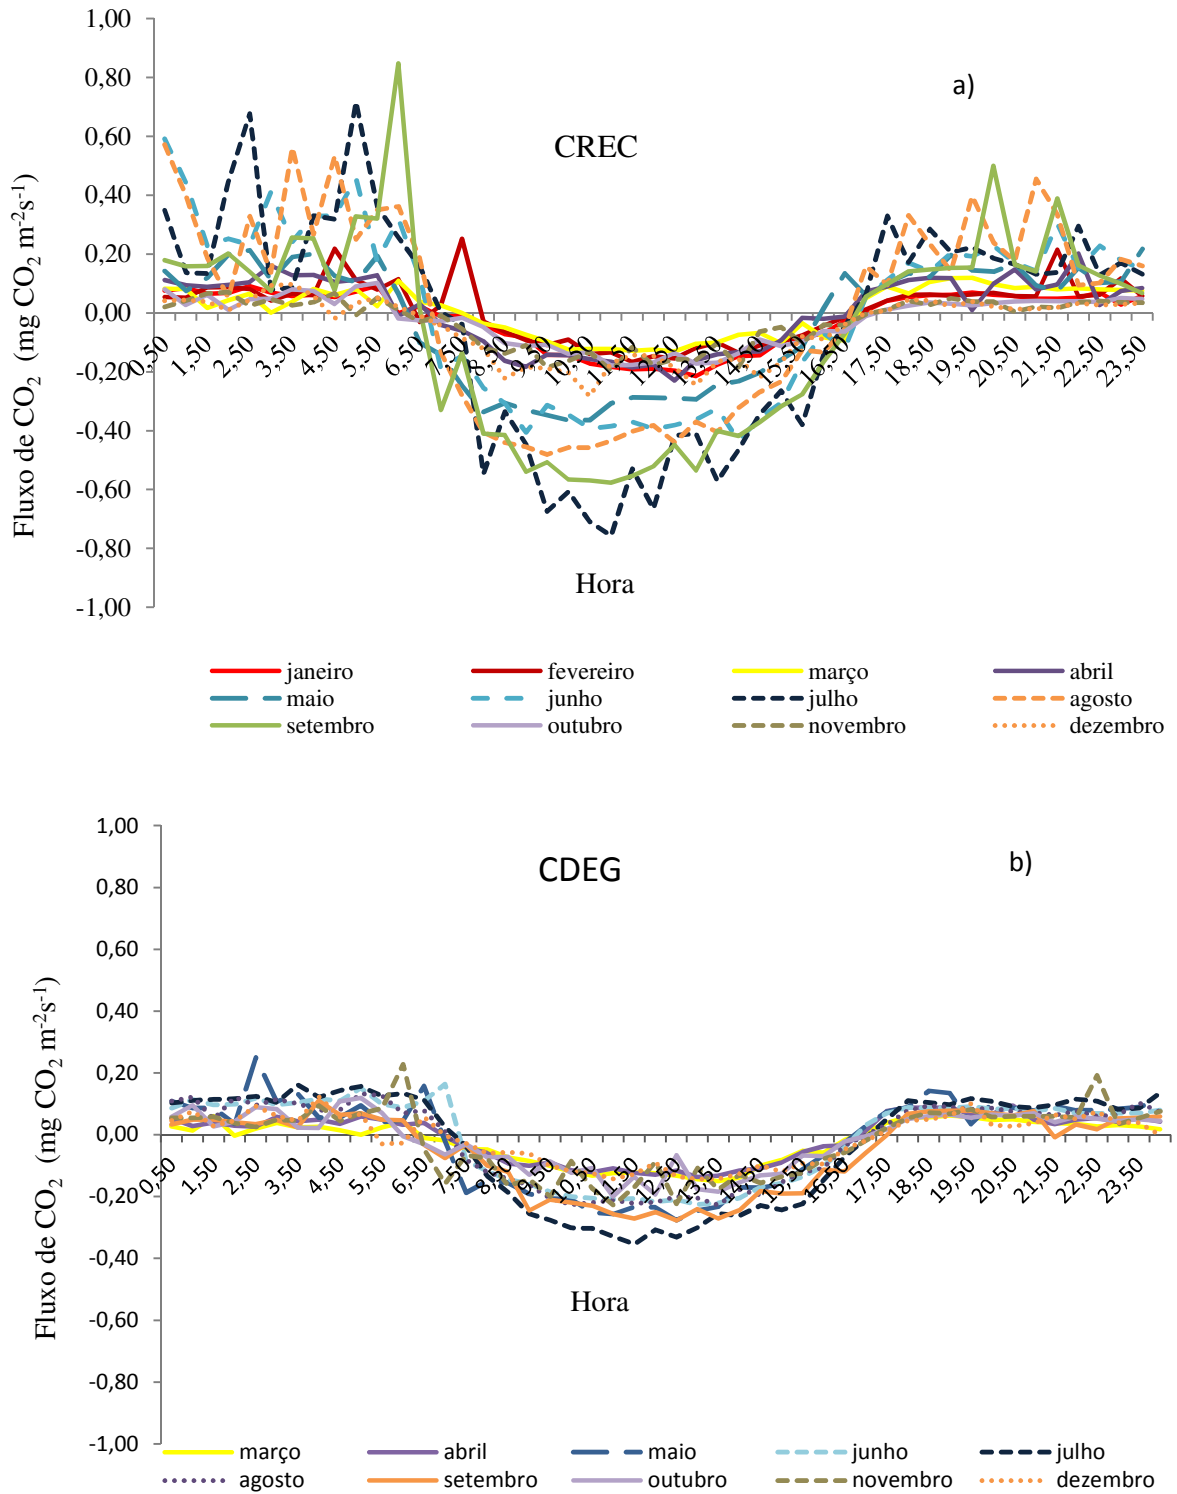 1,00
0,80
a)
0,60
CREC
0,40
0,20
0,00
-0,20
-0,40
-0,60
-0,80
-1,00
Fluxo de CO₂ (mg CO₂ m⁻²s⁻¹)
0,50 1,50 2,50 3,50 4,50 5,50 6,50 7,50 8,50 9,50 10,50 11,50 12,50 13,50 14,50 15,50 16,50 17,50 18,50 19,50 20,50 21,50 22,50 23,50
Hora
janeiro fevereiro março abril
maio junho julho agosto
setembro outubro novembro dezembro
1,00
CDEG b)
0,80
0,60
0,40
0,20
0,00
-0,20
-0,40
-0,60
-0,80
-1,00
Fluxo de CO₂ (mg CO₂ m⁻²s⁻¹)
0,50 1,50 2,50 3,50 4,50 5,50 6,50 7,50 8,50 9,50 10,50 11,50 12,50 13,50 14,50 15,50 16,50 17,50 18,50 19,50 20,50 21,50 22,50 23,50
Hora
março abril maio junho julho
agosto setembro outubro novembro dezembro